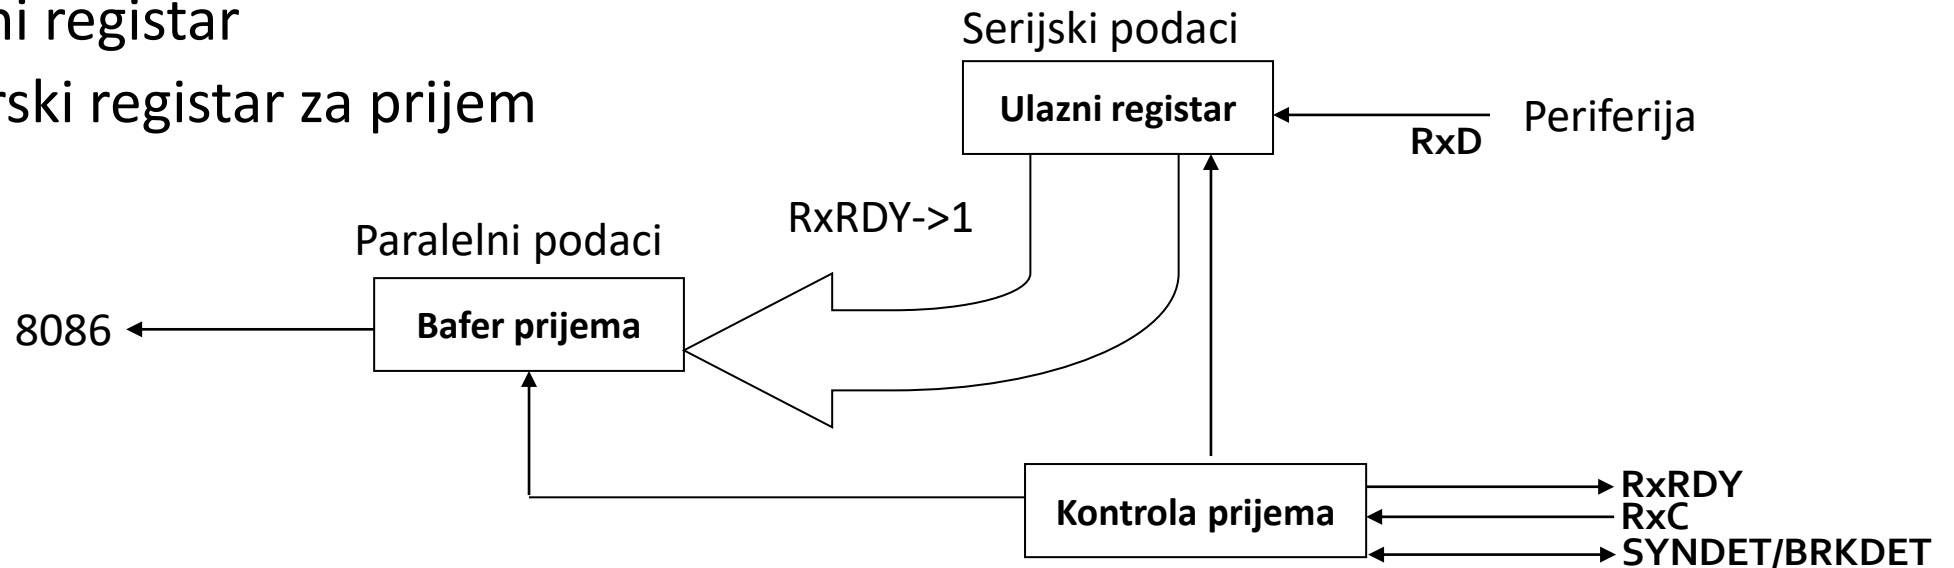 ni registar
Serijski podaci
rski registar za prijem
Ulazni registar
RxD
Periferija
RxRDY->1
Paralelni podaci
8086
Bafer prijema
Kontrola prijema
RxRDY
RxC
SYNDET/BRKDET